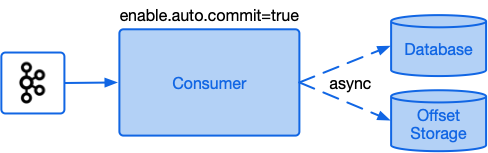 enable.auto.commit=true
Consumer
async
Database
Offset
Storage